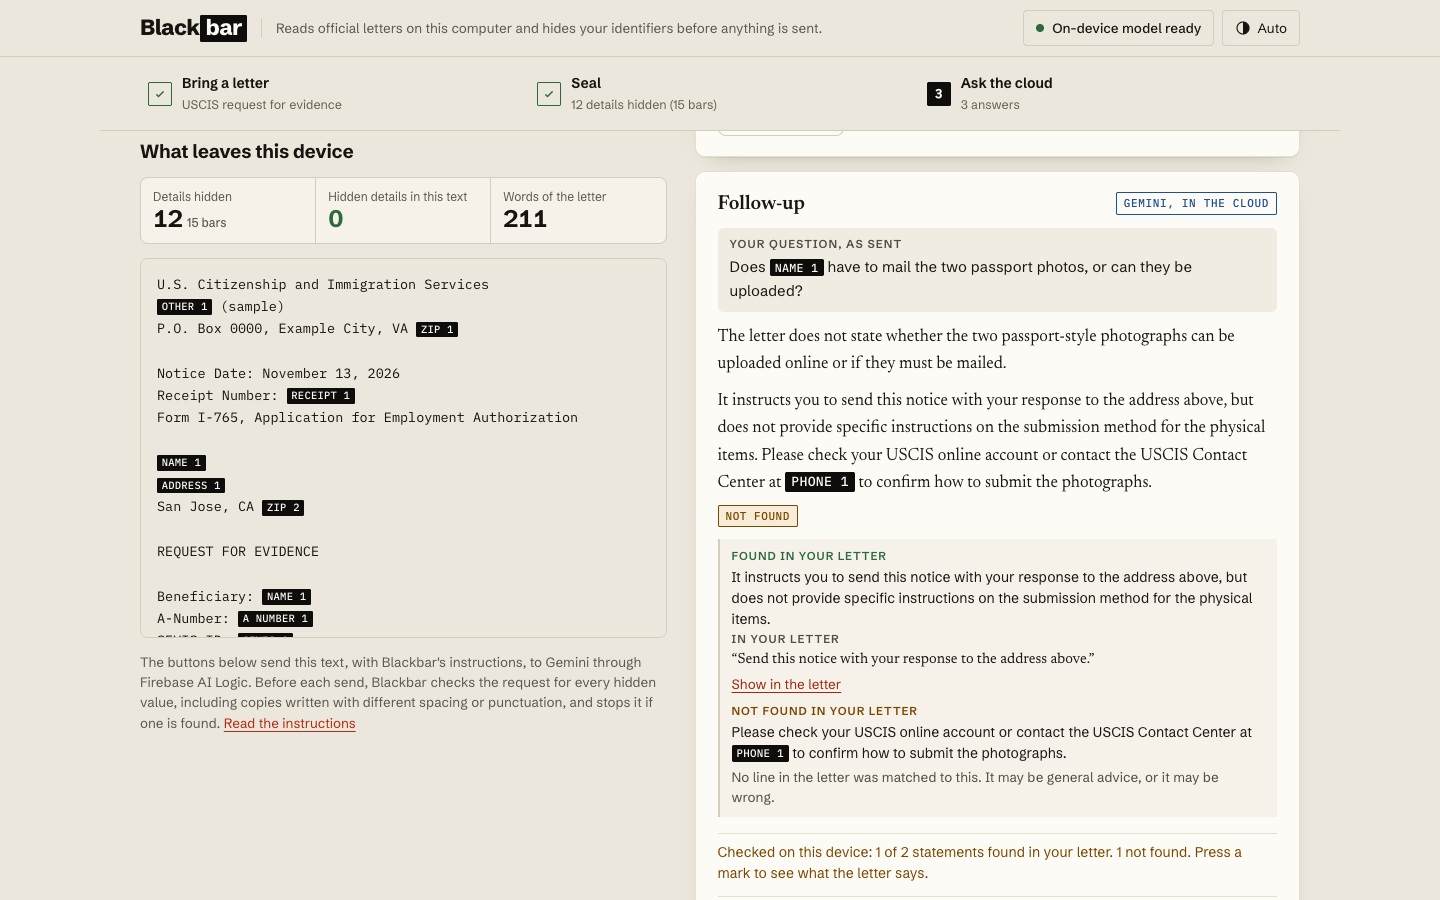 Blackbar
Reads official letters on this computer and hides your identifiers before anything is sent.
On-device model ready
Auto
Bring a letter
USCIS request for evidence
Seal
12 details hidden (15 bars)
3
Ask the cloud
3 answers
What leaves this device
Details hidden
12 15 bars
Hidden details in this text
0
Words of the letter
211
U.S. Citizenship and Immigration Services
OTHER 1 (sample)
P.O. Box 0000, Example City, VA ZIP 1
Notice Date: November 13, 2026
Receipt Number: RECEIPT 1
Form I-765, Application for Employment Authorization
NAME 1
ADDRESS 1
San Jose, CA ZIP 2
REQUEST FOR EVIDENCE
Beneficiary: NAME 1
A-Number: A NUMBER 1
The buttons below send this text, with Blackbar's instructions, to Gemini through
Firebase AI Logic. Before each send, Blackbar checks the request for every hidden
value, including copies written with different spacing or punctuation, and stops it if
one is found. Read the instructions
Follow-up
GEMINI, IN THE CLOUD
YOUR QUESTION, AS SENT
Does NAME 1 have to mail the two passport photos, or can they be
uploaded?
The letter does not state whether the two passport-style photographs can be
uploaded online or if they must be mailed.
It instructs you to send this notice with your response to the address above, but
does not provide specific instructions on the submission method for the physical
items. Please check your USCIS online account or contact the USCIS Contact
Center at PHONE 1 to confirm how to submit the photographs.
NOT FOUND
FOUND IN YOUR LETTER
It instructs you to send this notice with your response to the address above, but
does not provide specific instructions on the submission method for the physical
items.
IN YOUR LETTER
“Send this notice with your response to the address above.”
Show in the letter
NOT FOUND IN YOUR LETTER
Please check your USCIS online account or contact the USCIS Contact Center at
PHONE 1 to confirm how to submit the photographs.
No line in the letter was matched to this. It may be general advice, or it may be
wrong.
Checked on this device: 1 of 2 statements found in your letter. 1 not found. Press a
mark to see what the letter says.